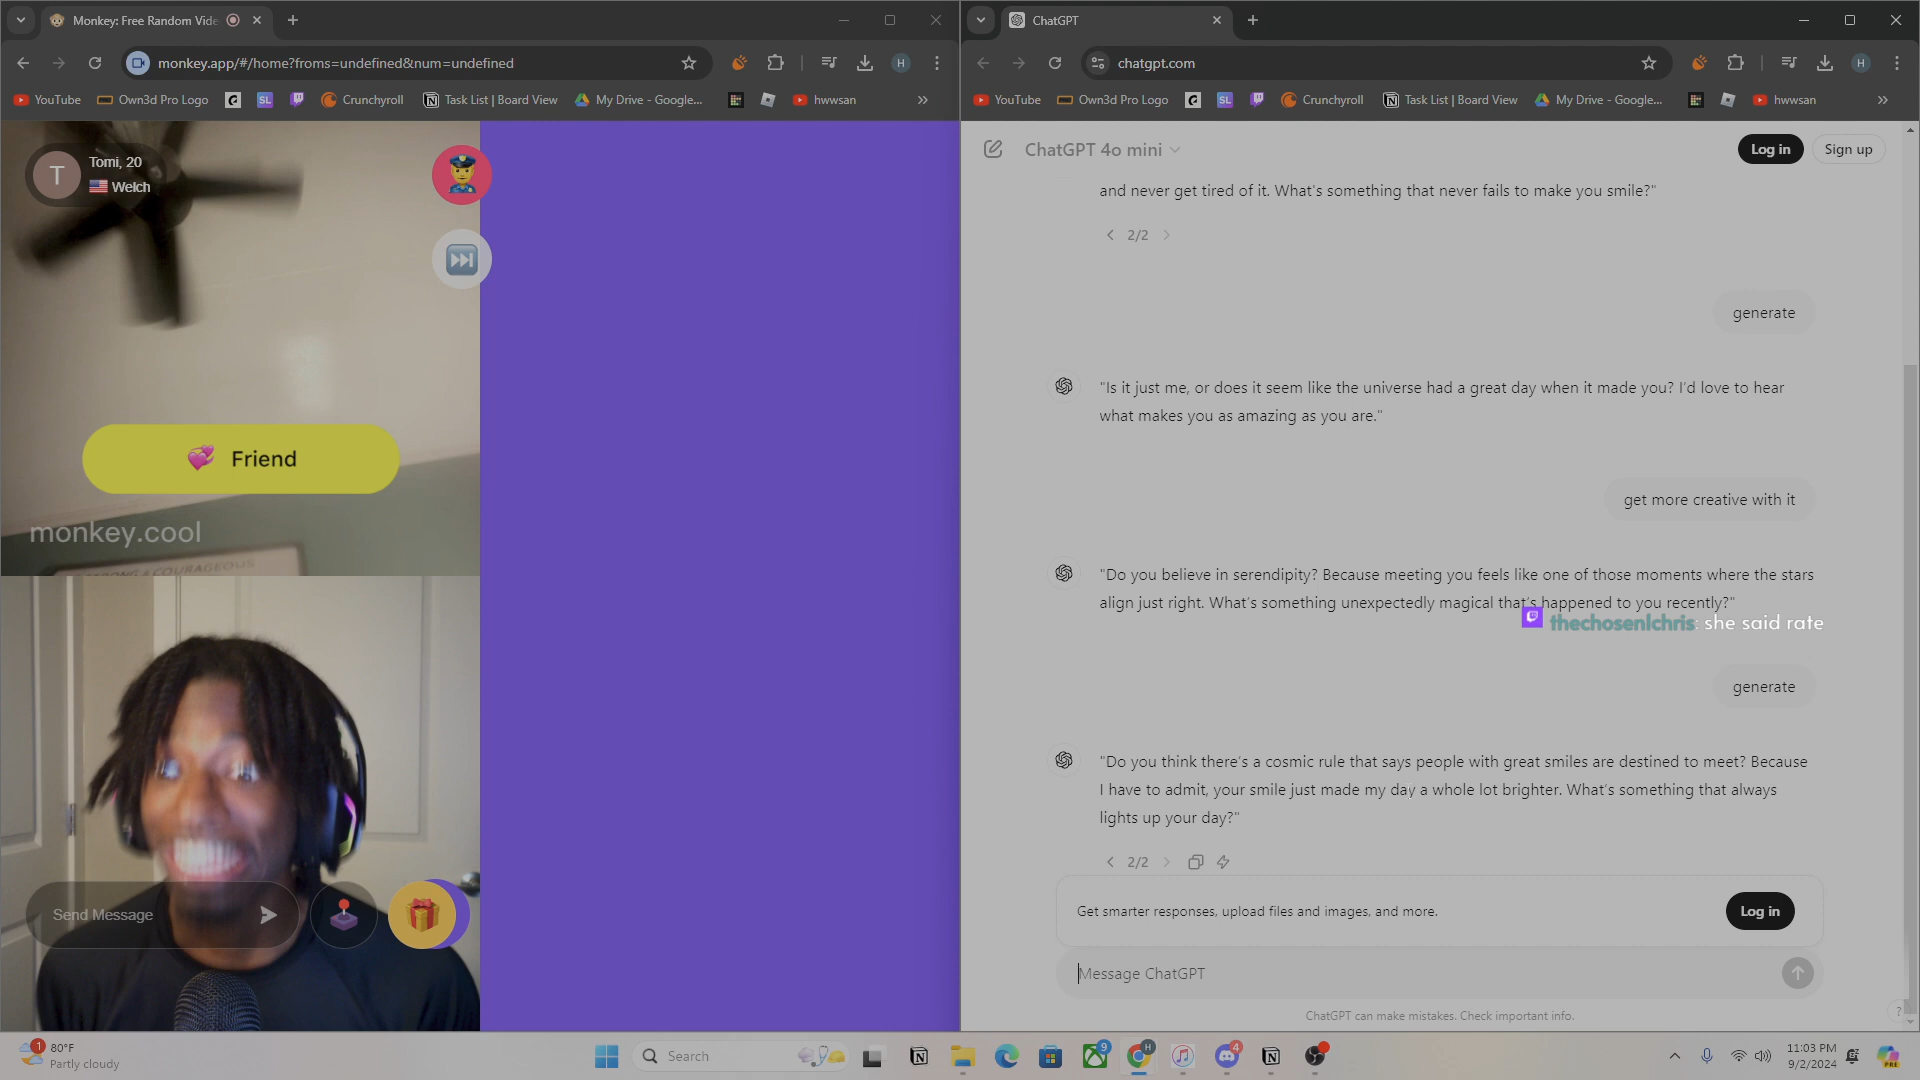 Monkey: Free Random Vide
ChatGPT
monkey.app/#/home?froms=undefined&num=undefined
H
chatgpt.com
H
YouTube
Own3d Pro Logo
SL
Crunchyroll
Task List | Board View
My Drive - Google...
hwwsan
YouTube
Own3d Pro Logo
SL
Crunchyroll
Task List | Board View
My Drive - Google...
hwwsan
T
Tomi, 20
Welch
Friend
monkey.cool
STRONG & COURAGEOUS
Send Message
ChatGPT 4o mini
Log in
Sign up
and never get tired of it. What's something that never fails to make you smile?"
2/2
generate
"Is it just me, or does it seem like the universe had a great day when it made you? I'd love to hear
what makes you as amazing as you are."
get more creative with it
"Do you believe in serendipity? Because meeting you feels like one of those moments where the stars
align just right. What's something unexpectedly magical that's happened to you recently?"
thechosen1chris: she said rate
generate
"Do you think there's a cosmic rule that says people with great smiles are destined to meet? Because
I have to admit, your smile just made my day a whole lot brighter. What's something that always
lights up your day?"
2/2
Get smarter responses, upload files and images, and more.
Log in
Message ChatGPT
ChatGPT can make mistakes. Check important info.
?
1
80°F
Partly cloudy
Search
9
H
4
11:03 PM
9/2/2024
PRE